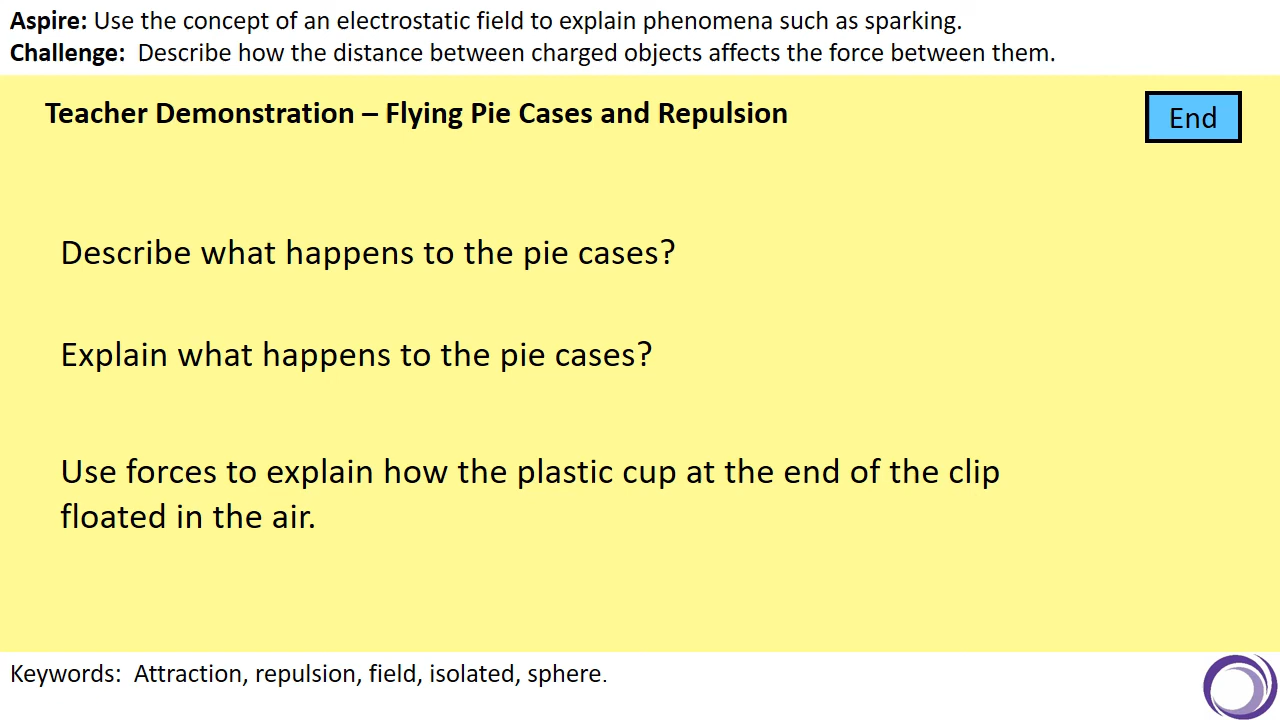 Aspire: Use the concept of an electrostatic field to explain phenomena such as sparking.
Challenge:  Describe how the distance between charged objects affects the force between them.
Teacher Demonstration – Flying Pie Cases and Repulsion
End
Describe what happens to the pie cases?
Explain what happens to the pie cases?
Use forces to explain how the plastic cup at the end of the clip
floated in the air.
Keywords:  Attraction, repulsion, field, isolated, sphere.